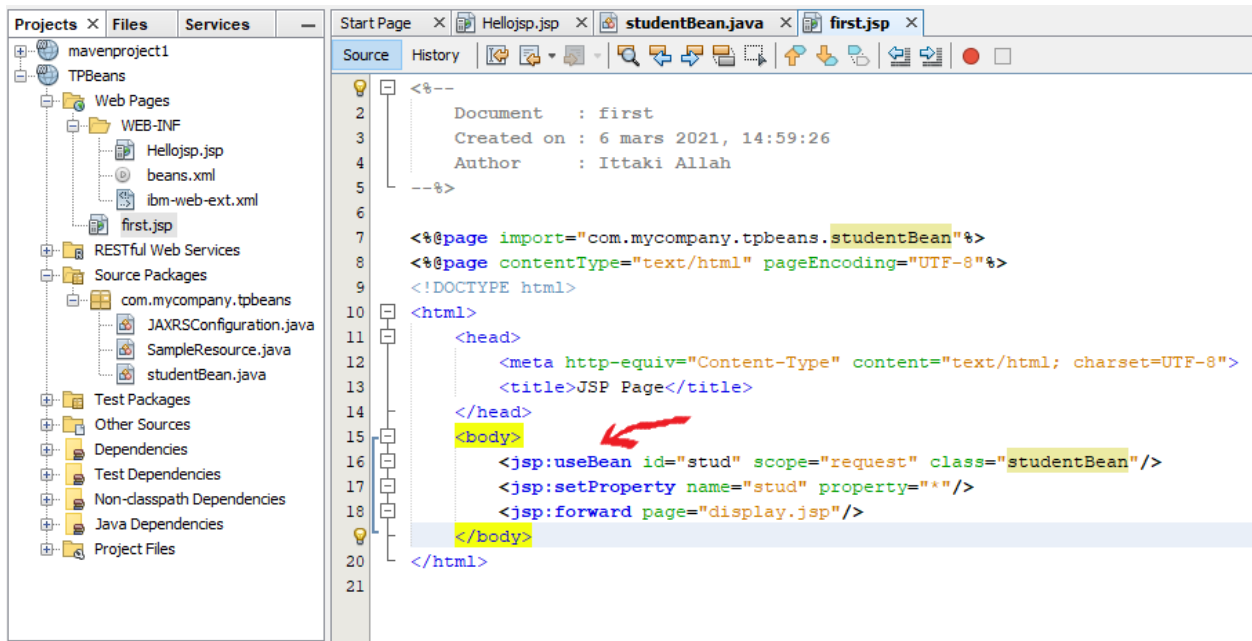 Projects × Files Services –
mavenproject1
TPBeans
Web Pages
WEB-INF
Hellojsp.jsp
beans.xml
ibm-web-ext.xml
first.jsp
RESTful Web Services
Source Packages
com.mycompany.tpbeans
JAXRSConfiguration.java
SampleResource.java
studentBean.java
Test Packages
Other Sources
Dependencies
Test Dependencies
Non-classpath Dependencies
Java Dependencies
Project Files
Start Page × Hellojsp.jsp × studentBean.java × first.jsp ×
Source History
<%--
2 Document : first
3 Created on : 6 mars 2021, 14:59:26
4 Author : Ittaki Allah
5 --%>
6
7 <%@page import="com.mycompany.tpbeans.studentBean"%>
8 <%@page contentType="text/html" pageEncoding="UTF-8"%>
9 <!DOCTYPE html>
10 <html>
11 <head>
12 <meta http-equiv="Content-Type" content="text/html; charset=UTF-8">
13 <title>JSP Page</title>
14 </head>
15 <body>
16 <jsp:useBean id="stud" scope="request" class="studentBean"/>
17 <jsp:setProperty name="stud" property="*"/>
18 <jsp:forward page="display.jsp"/>
</body>
20 </html>
21